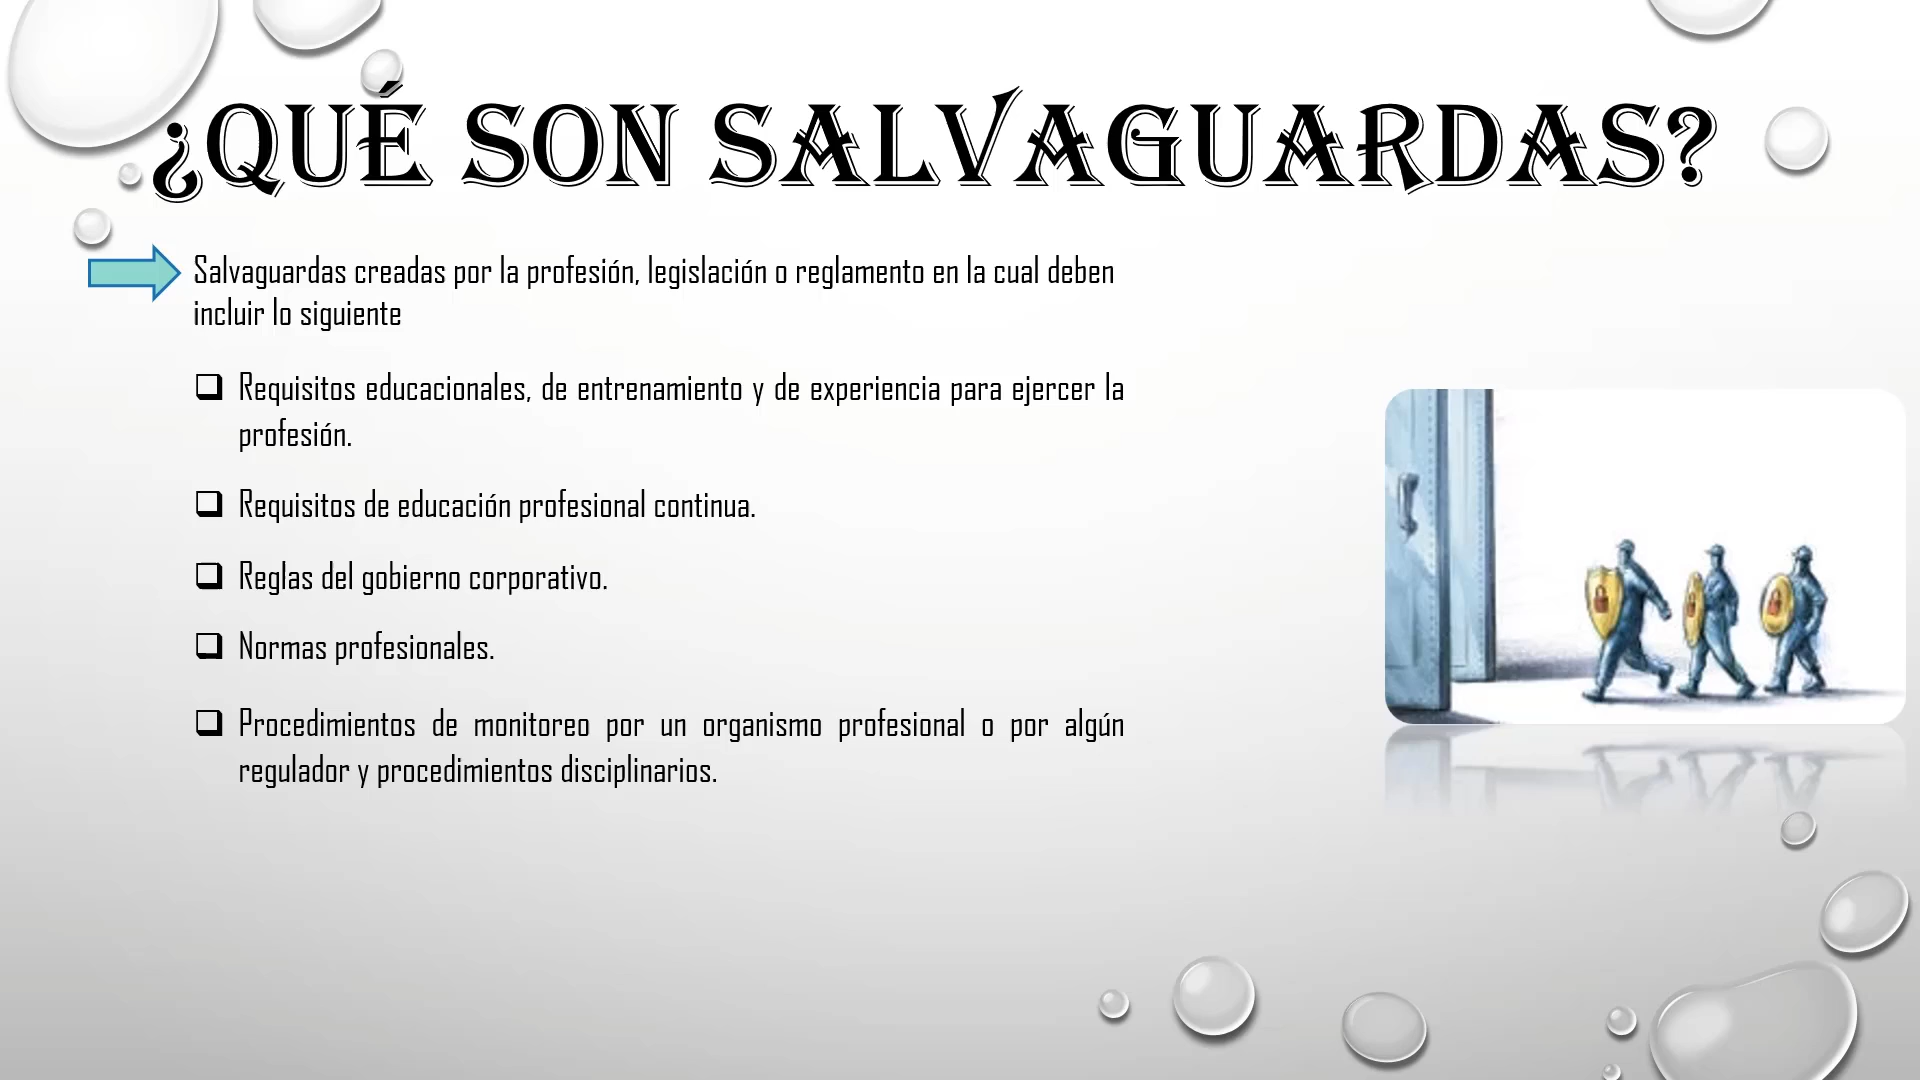 ¿QUÉ SON SALVAGUARDAS?
Salvaguardas creadas por la profesión, legislación o reglamento en la cual deben
incluir lo siguiente
Requisitos educacionales, de entrenamiento y de experiencia para ejercer la
profesión.
Requisitos de educación profesional continua.
Reglas del gobierno corporativo.
Normas profesionales.
Procedimientos de monitoreo por un organismo profesional o por algún
regulador y procedimientos disciplinarios.